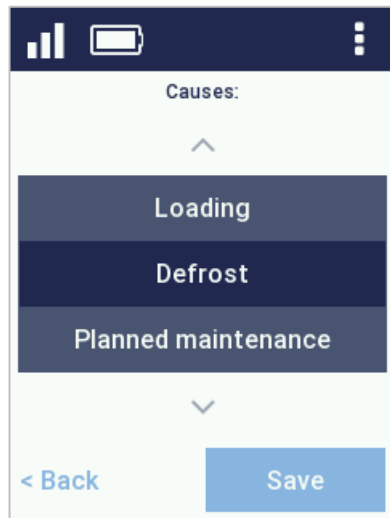 Causes:
Loading
Defrost
Planned maintenance
< Back
Save